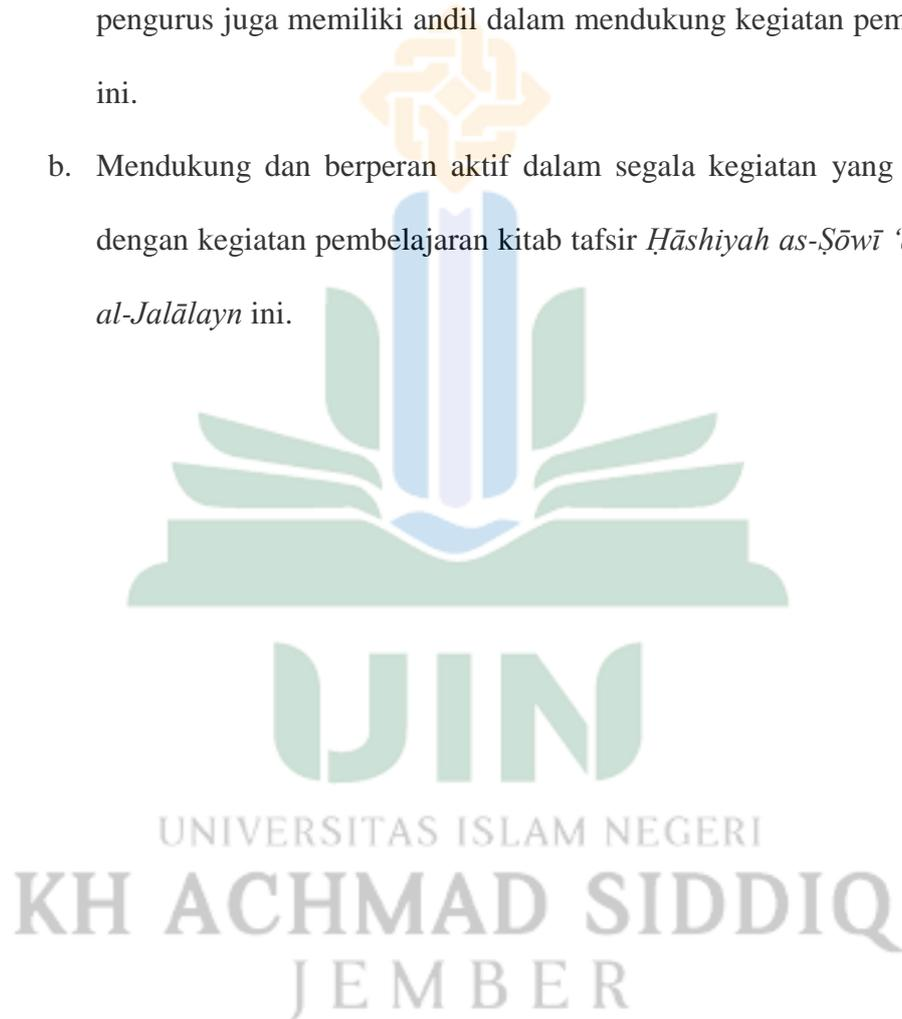 pengurus juga memiliki andil dalam mendukung kegiatan
ini.
b. Mendukung dan berperan aktif dalam segala kegiatan yang
dengan kegiatan pembelajaran kitab tafsir Ḥāshiyah as-Ṣōwī
al-Jalālayn ini.
UIN
UNIVERSITAS ISLAM NEGERI
KH ACHMAD SIDDIQ
JEMBER